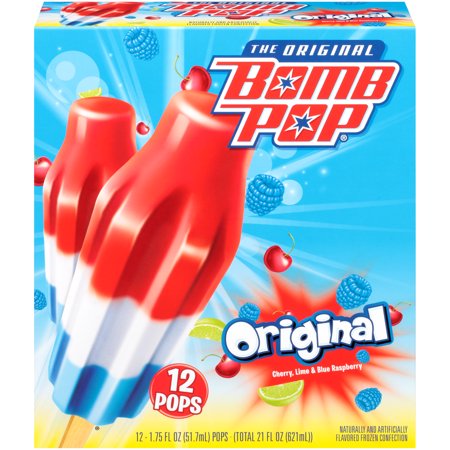 THE ORIGINAL
BOMB
POP®
Original
Cherry, Lime & Blue Raspberry
12
POPS
12 - 1.75 FL OZ (51.7mL) POPS (TOTAL 21 FL OZ (621mL))
NATURALLY AND ARTIFICIALLY
FLAVORED FROZEN CONFECTION